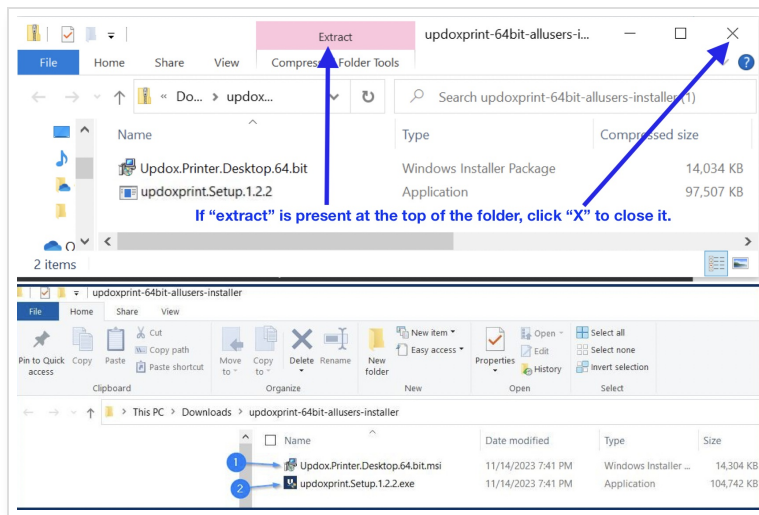 Extract
updoxprint-64bit-allusers-i...
File Home Share View Compressed Folder Tools
« Do... > updox...
Search updoxprint-64bit-allusers-installer (1)
Name Type Compressed size
Updox.Printer.Desktop.64.bit Windows Installer Package 14,034 KB
updoxprint.Setup.1.2.2 Application 97,507 KB
If “extract” is present at the top of the folder, click “X” to close it.
2 items
updoxprint-64bit-allusers-installer
File Home Share View
Pin to Quick access
Copy
Paste
Cut
Copy path
Paste shortcut
Clipboard
Move to
Copy to
Delete
Rename
Organize
New folder
New item
Easy access
New
Properties
Open
Edit
History
Open
Select all
Select none
Invert selection
Select
> This PC > Downloads > updoxprint-64bit-allusers-installer
Name Date modified Type Size
1 Updox.Printer.Desktop.64.bit.msi 11/14/2023 7:41 PM Windows Installer ... 14,304 KB
2 updoxprint.Setup.1.2.2.exe 11/14/2023 7:41 PM Application 104,742 KB